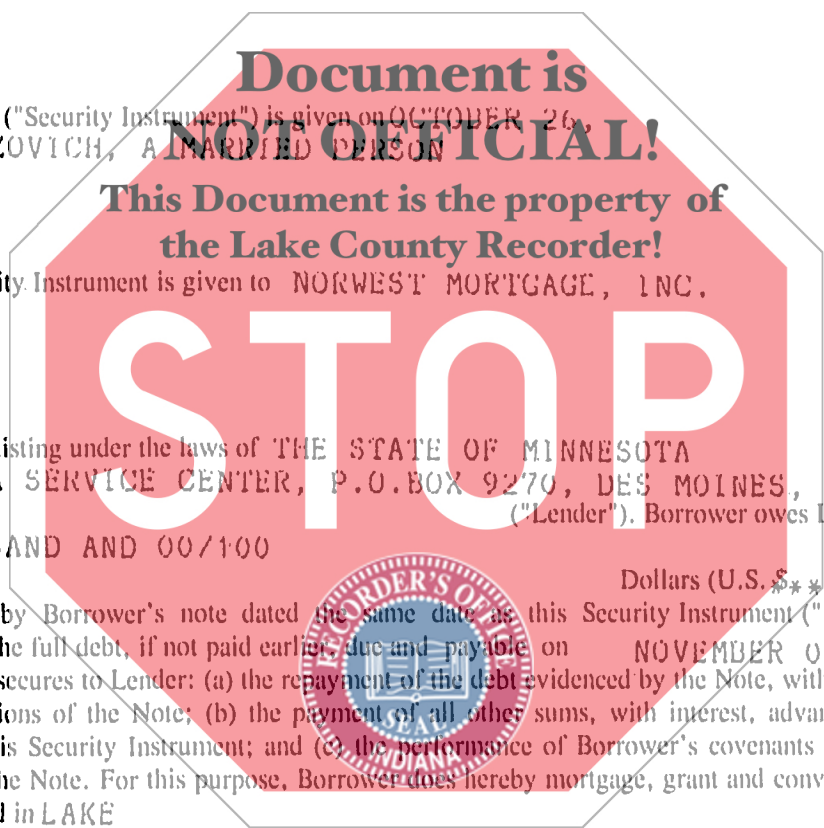 Document is
("Security Instrument") is given on OCTOBER 26,
OVICH, A MARRIED PERSON
NOT OFFICIAL!
This Document is the property of
the Lake County Recorder!
ity Instrument is given to NORWEST MORTGAGE, INC.
STOP
isting under the laws of THE STATE OF MINNESOTA
SERVICE CENTER, P.O.BOX 9270, DES MOINES,
("Lender"). Borrower owes L
AND AND 00/100
Dollars (U.S. $**
by Borrower's note dated the same date as this Security Instrument ("
he full debt, if not paid earlier, due and payable on NOVEMBER 0
secures to Lender: (a) the repayment of the debt evidenced by the Note, with
ions of the Note; (b) the payment of all other sums, with interest, advan
is Security Instrument; and (c) the performance of Borrower's covenants
he Note. For this purpose, Borrower does hereby mortgage, grant and conv
d in LAKE
RECORDER'S OFFICE
SEAL
INDIANA